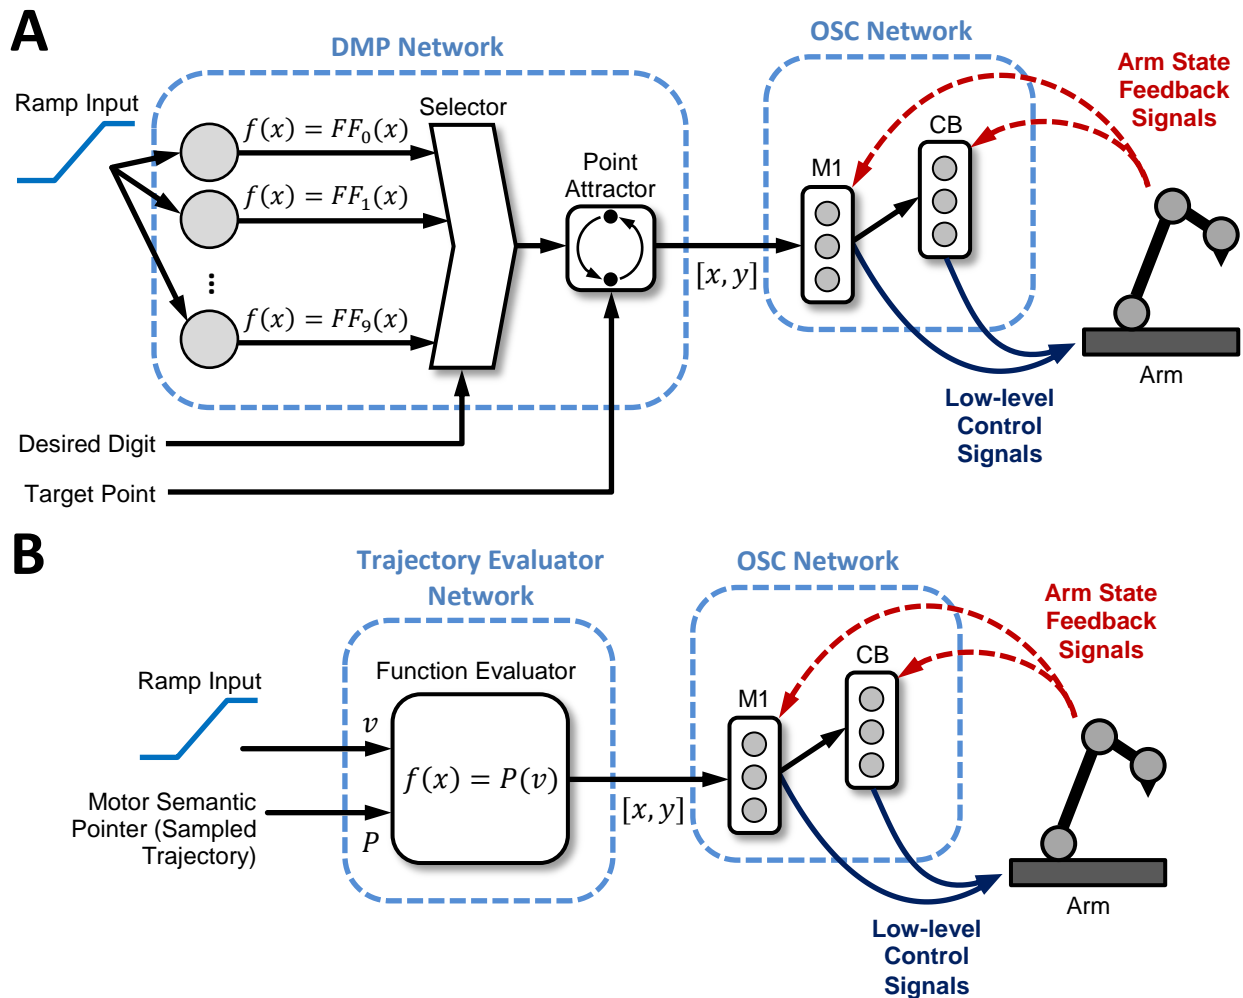 A
DMP Network
OSC Network
Ramp Input
Selector
Arm State
Feedback
Signals
f(x) = FF₀(x)
CB
Point
Attractor
M1
f(x) = FF₁(x)
...
[x, y]
f(x) = FF₉(x)
Arm
Low-level
Control
Signals
Desired Digit
Target Point
B
Trajectory Evaluator
Network
OSC Network
Arm State
Feedback
Signals
Function Evaluator
CB
Ramp Input
M1
v
f(x) = P(v)
[x, y]
Motor Semantic
Pointer (Sampled
Trajectory)
P
Arm
Low-level
Control
Signals